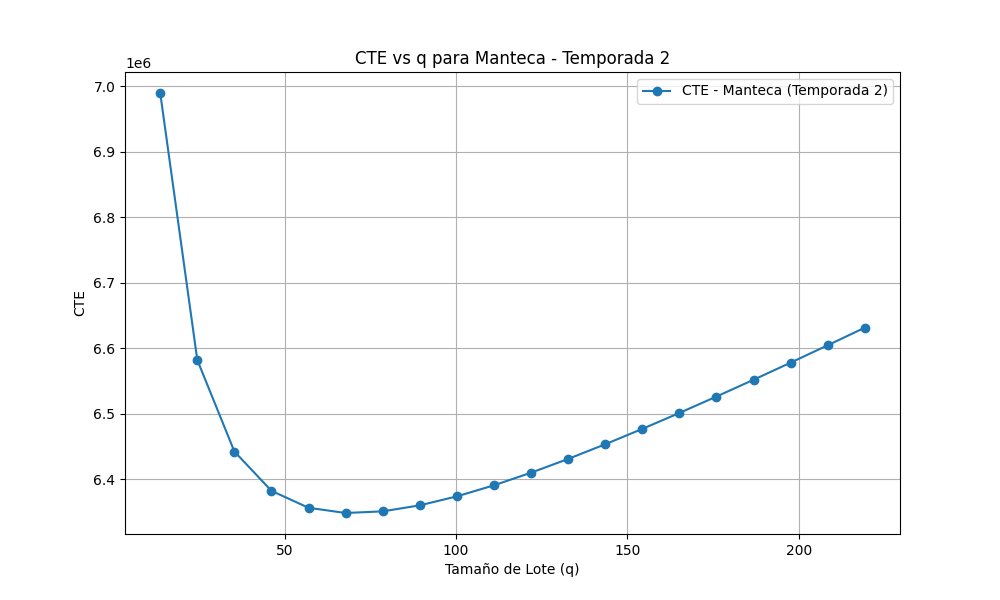 CTE vs q para Manteca - Temporada 2
1e6
CTE - Manteca (Temporada 2)
7.0
6.9
6.8
6.7
6.6
6.5
6.4
CTE
50
100
150
200
Tamaño de Lote (q)